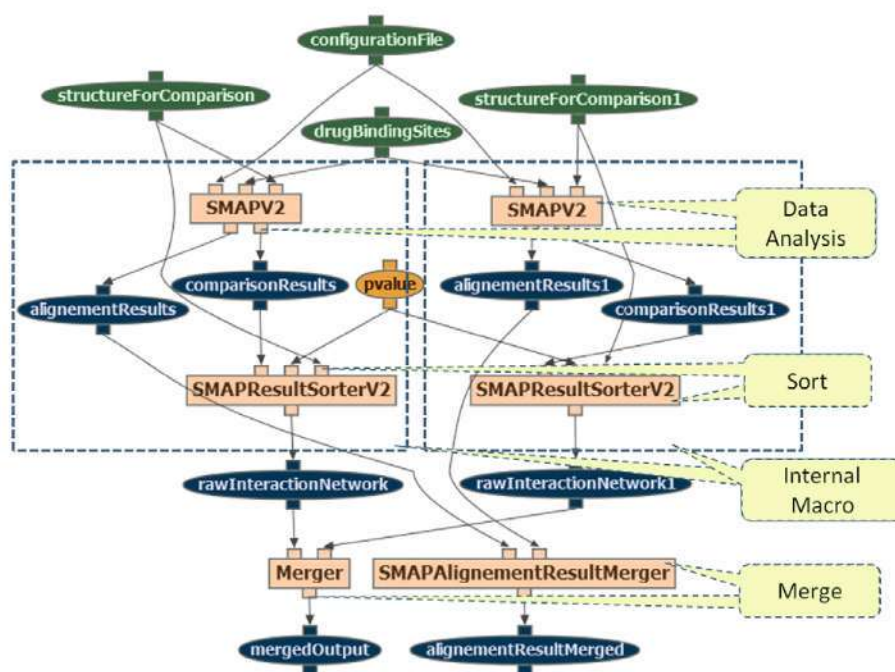 configurationFile
structureForComparison
structureForComparison1
drugBindingSites
SMAPV2
SMAPV2
Data
Analysis
comparisonResults
pvalue
alignementResults1
alignementResults
comparisonResults1
SMAPResultSorterV2
SMAPResultSorterV2
Sort
rawInteractionNetwork
rawInteractionNetwork1
Internal
Macro
Merger
SMAPAlignementResultMerger
Merge
mergedOutput
alignementResultMerged